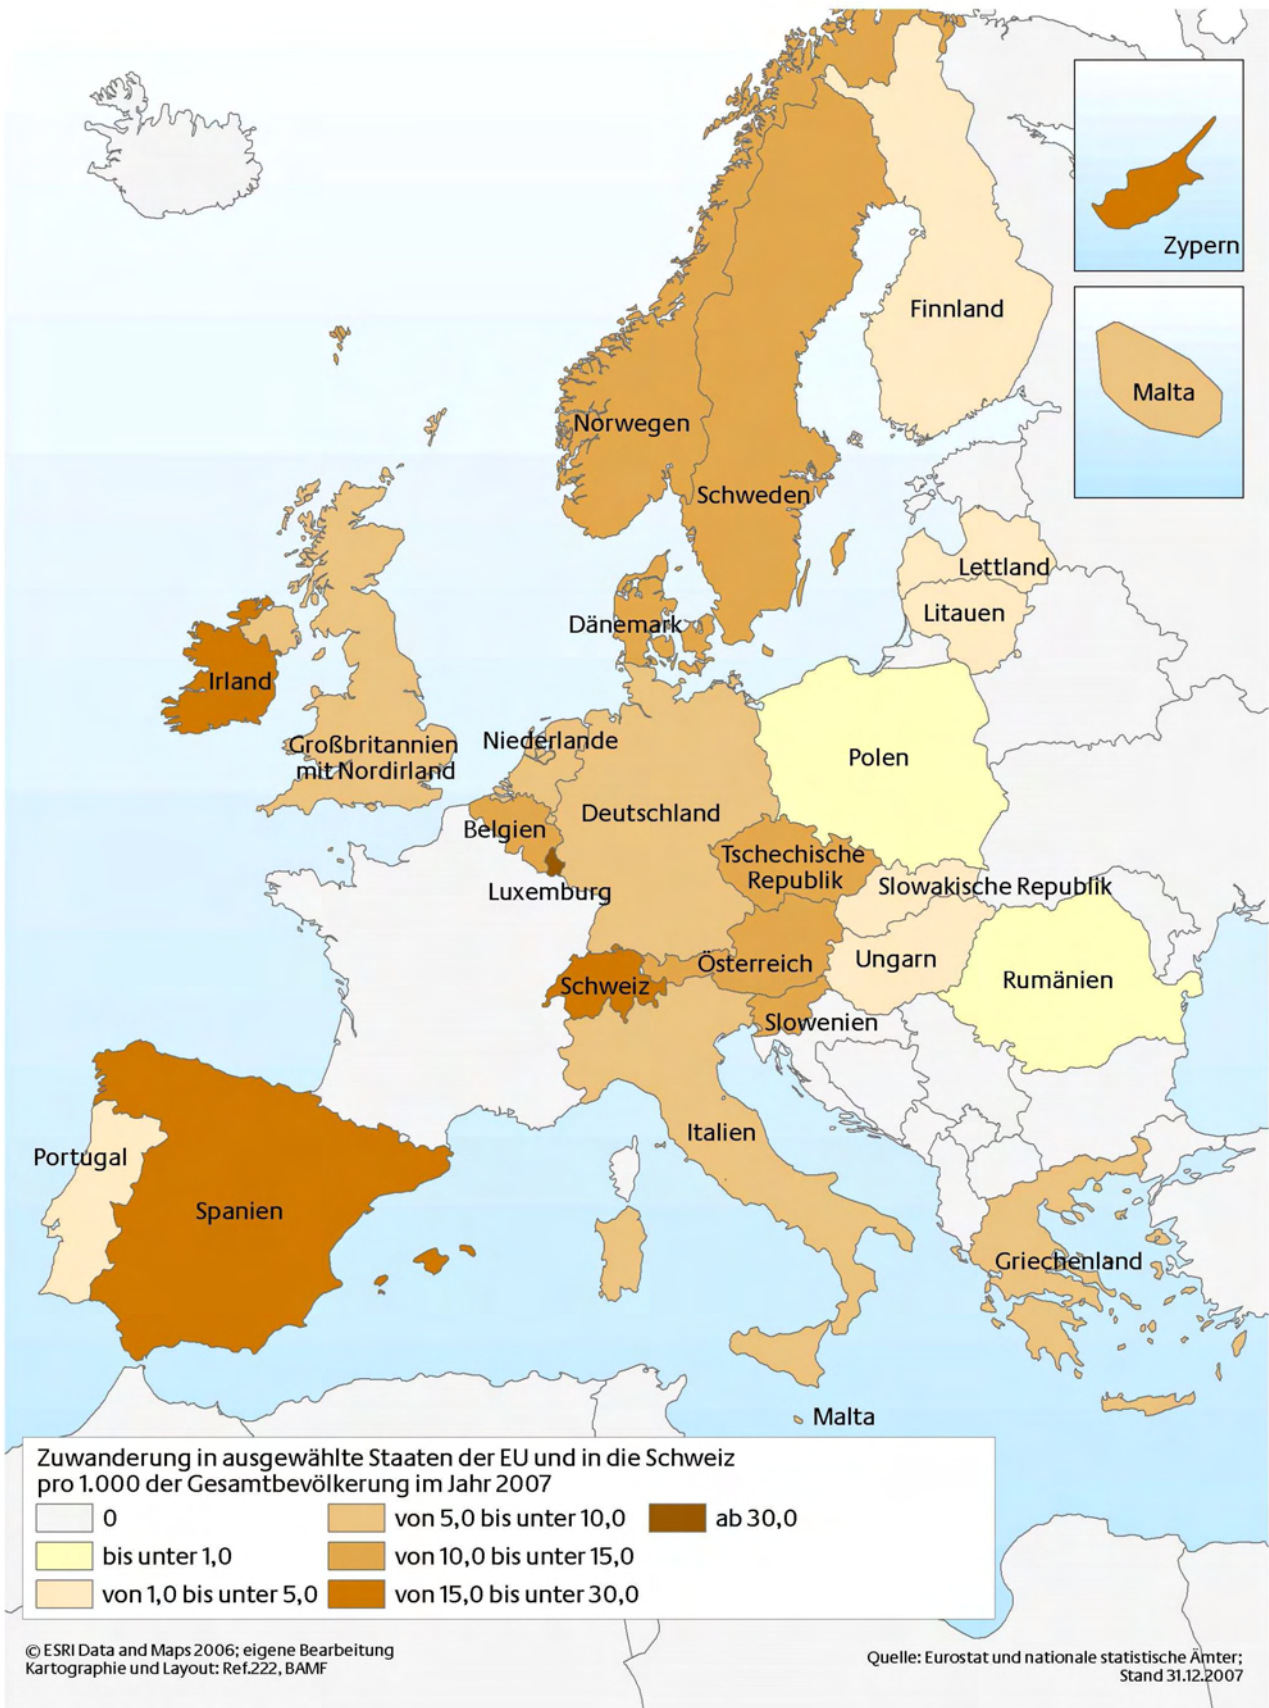 Zypern
Finnland
Malta
Norwegen
Schweden
Lettland
Litauen
Dänemark
Irland
Großbritannien
mit Nordirland
Niederlande
Polen
Deutschland
Belgien
Tschechische
Republik
Luxemburg
Slowakische Republik
Österreich
Ungarn
Schweiz
Rumänien
Slowenien
Italien
Portugal
Spanien
Griechenland
Malta
Zuwanderung in ausgewählte Staaten der EU und in die Schweiz
pro 1.000 der Gesamtbevölkerung im Jahr 2007
0
bis unter 1,0
von 1,0 bis unter 5,0
von 5,0 bis unter 10,0
von 10,0 bis unter 15,0
von 15,0 bis unter 30,0
ab 30,0
© ESRI Data and Maps 2006; eigene Bearbeitung
Kartographie und Layout: Ref.222, BAMF
Quelle: Eurostat und nationale statistische Ämter;
Stand 31.12.2007